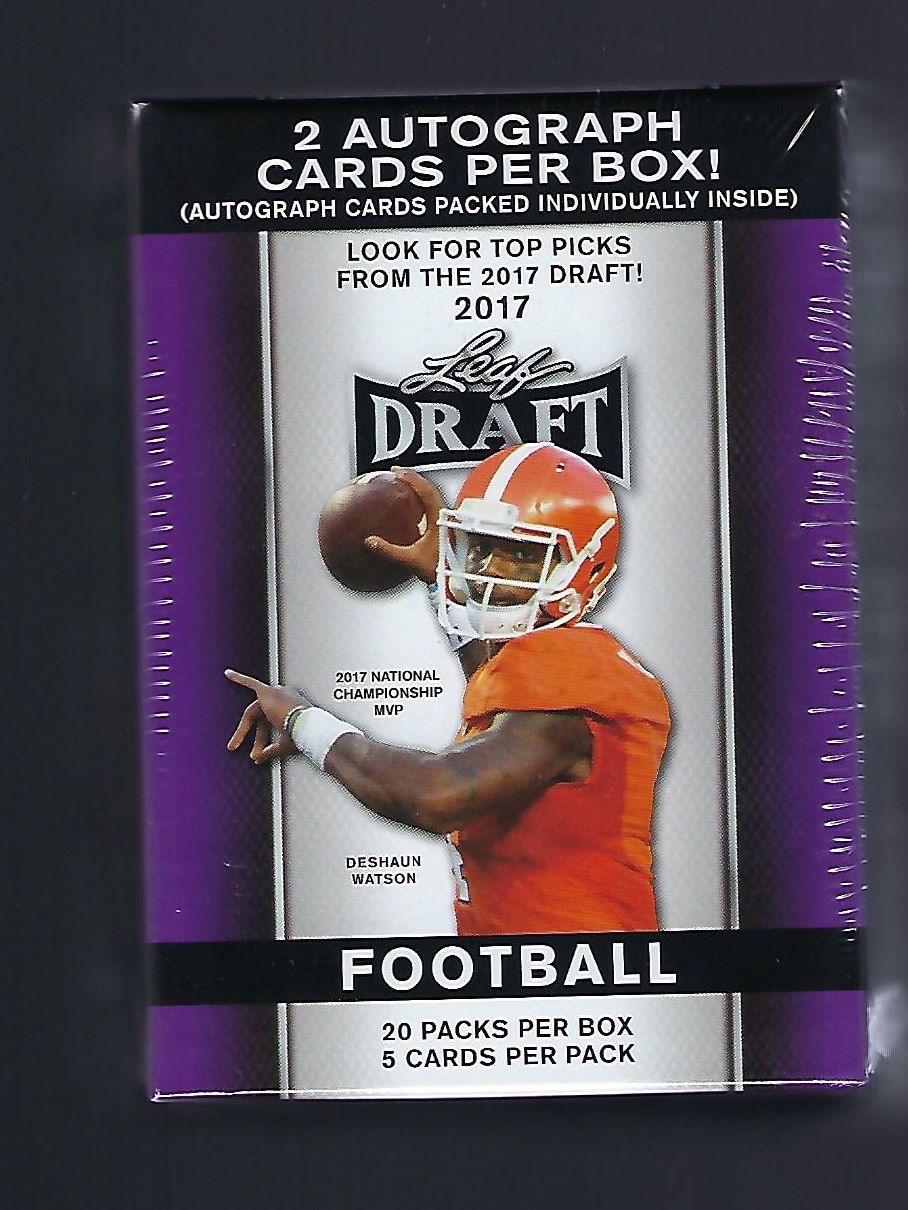 2 AUTOGRAPH
CARDS PER BOX!
(AUTOGRAPH CARDS PACKED INDIVIDUALLY INSIDE)
LOOK FOR TOP PICKS
FROM THE 2017 DRAFT!
2017
Leaf
DRAFT
2017 NATIONAL
CHAMPIONSHIP
MVP
DESHAUN
WATSON
FOOTBALL
20 PACKS PER BOX
5 CARDS PER PACK